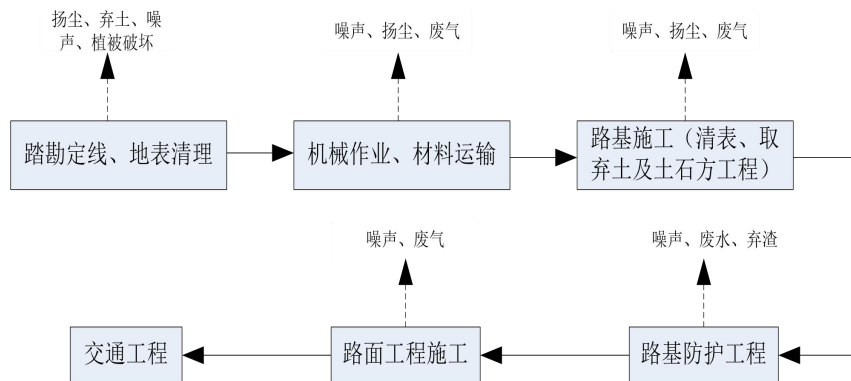 扬尘、弃土、噪
声、植被破坏
噪声、扬尘、废气
噪声、扬尘、废气
踏勘定线、地表清理
机械作业、材料运输
路基施工（清表、取
弃土及土石方工程）
噪声、废气
噪声、废水、弃渣
交通工程
路面工程施工
路基防护工程